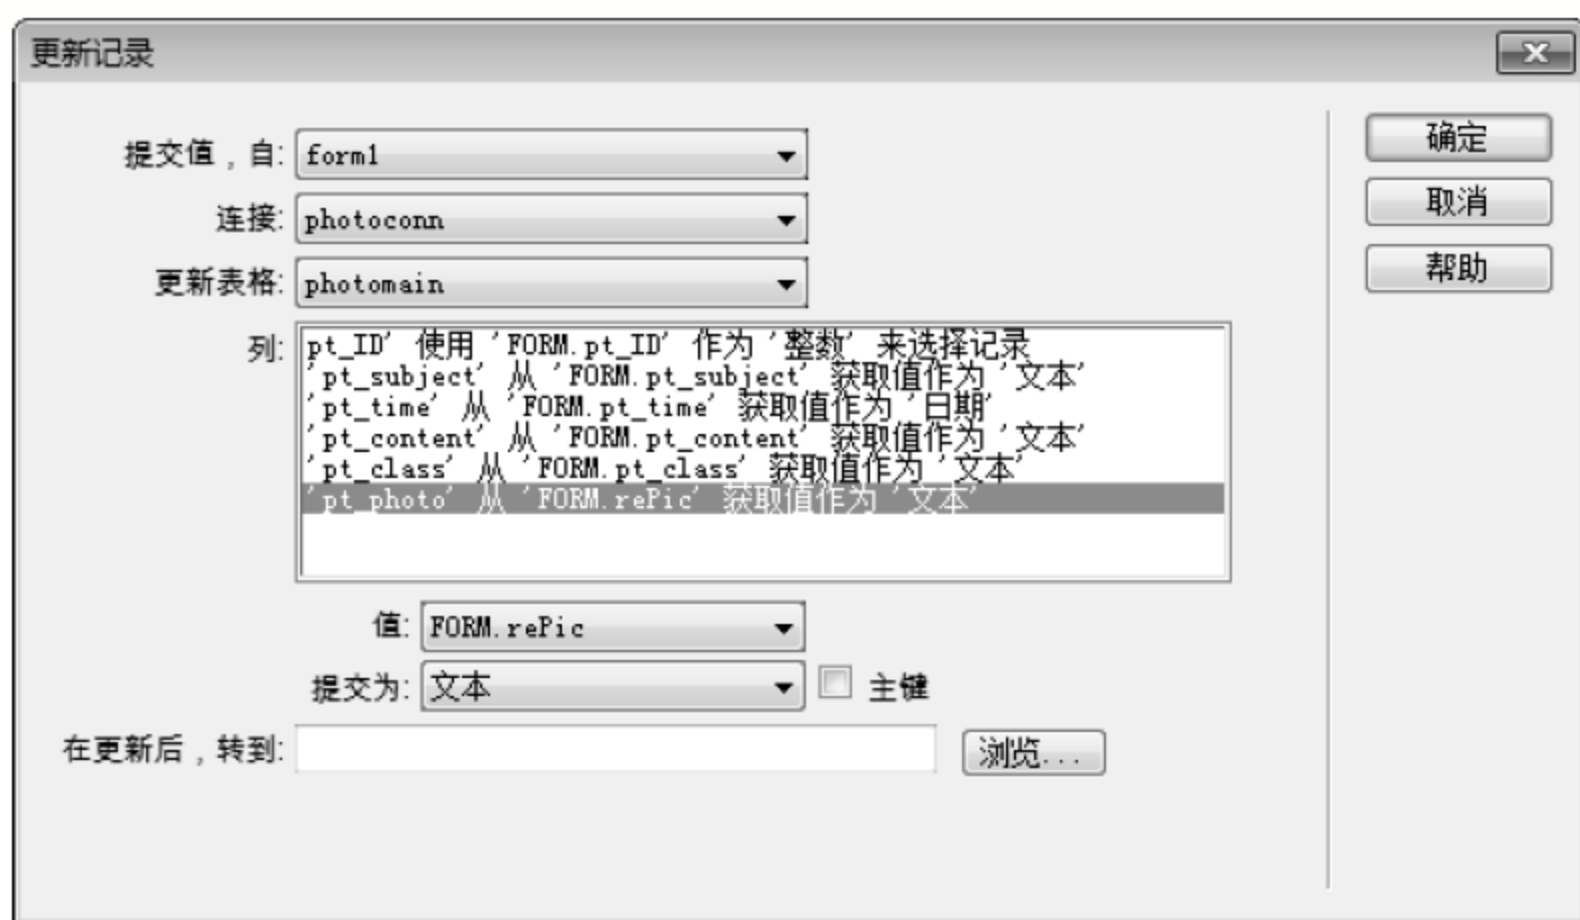 更新记录
提交值，自: form1
确定
连接: photoconn
取消
更新表格: photomain
帮助
列:
pt_ID' 使用 'FORM.pt_ID' 作为 '整数' 来选择记录
'pt_subject' 从 'FORM.pt_subject' 获取值作为 '文本'
'pt_time' 从 'FORM.pt_time' 获取值作为 '日期'
'pt_content' 从 'FORM.pt_content' 获取值作为 '文本'
'pt_class' 从 'FORM.pt_class' 获取值作为 '文本'
'pt_photo' 从 'FORM.rePic' 获取值作为 '文本'
值: FORM.rePic
提交为: 文本 主键
在更新后，转到: 浏览...